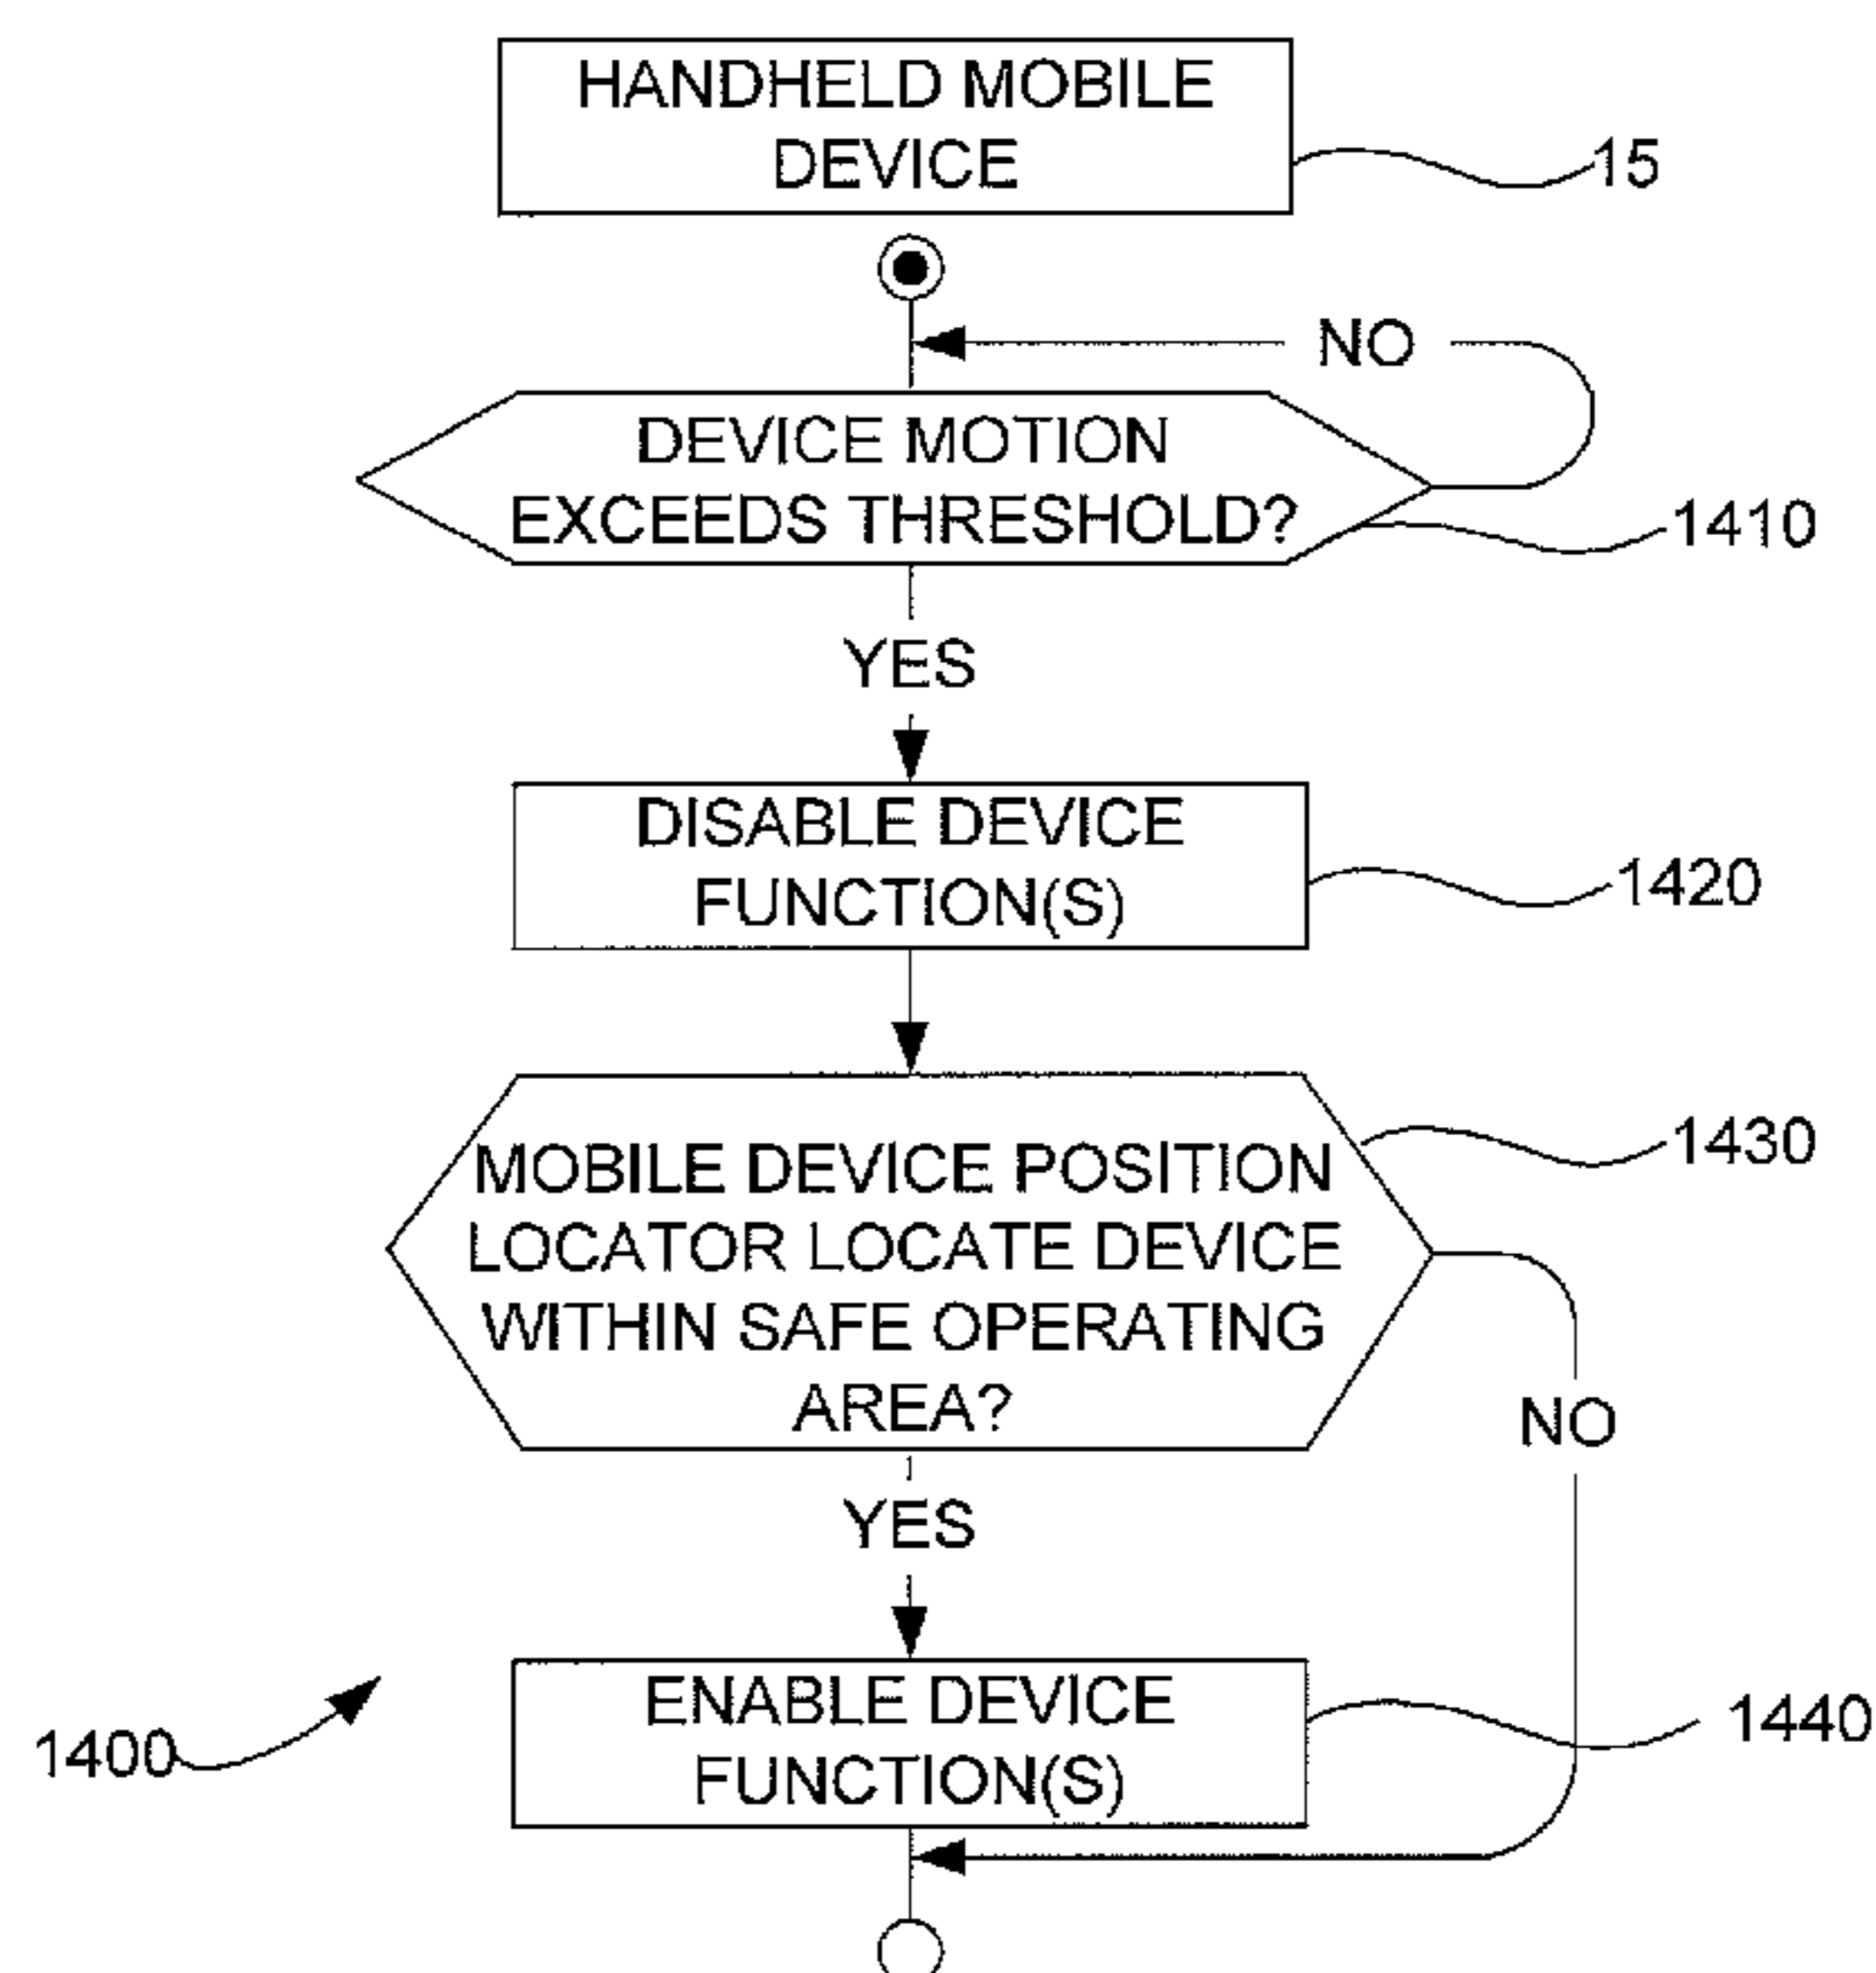 HANDHELD MOBILE
DEVICE
15
NO
DEVICE MOTION
EXCEEDS THRESHOLD?
1410
YES
DISABLE DEVICE
FUNCTION(S)
1420
MOBILE DEVICE POSITION
LOCATOR LOCATE DEVICE
WITHIN SAFE OPERATING
AREA?
1430
NO
YES
ENABLE DEVICE
FUNCTION(S)
1440
1400